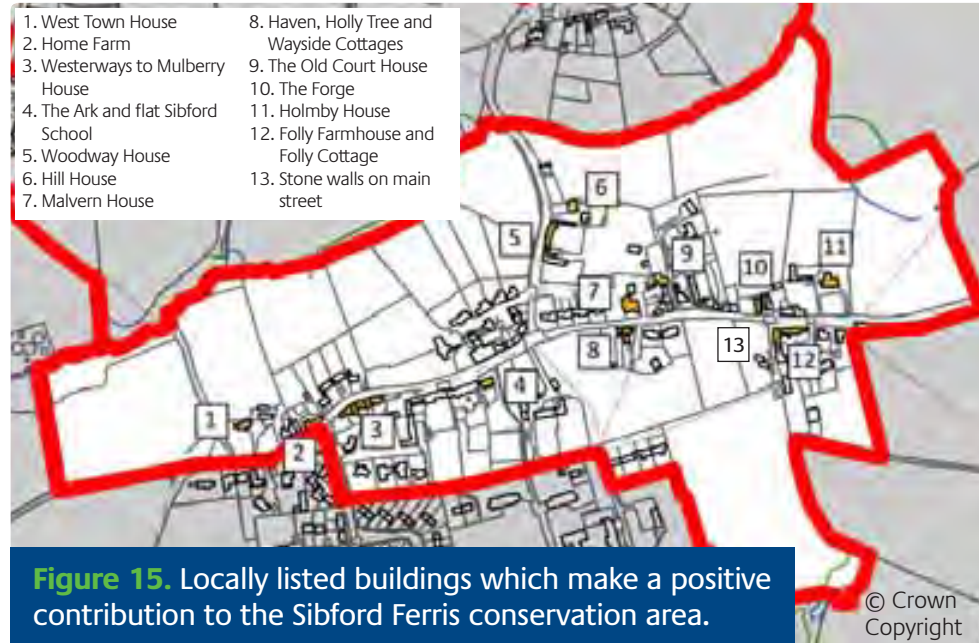 1. West Town House
2. Home Farm
3. Westerways to Mulberry
House
4. The Ark and flat Sibford
School
5. Woodway House
6. Hill House
7. Malvern House
8. Haven, Holly Tree and
Wayside Cottages
9. The Old Court House
10. The Forge
11. Holmby House
12. Folly Farmhouse and
Folly Cottage
13. Stone walls on main
street
6
5
9
11
10
7
13
8
12
4
1
3
2
Figure 15. Locally listed buildings which make a positive
contribution to the Sibford Ferris conservation area.
© Crown
Copyright